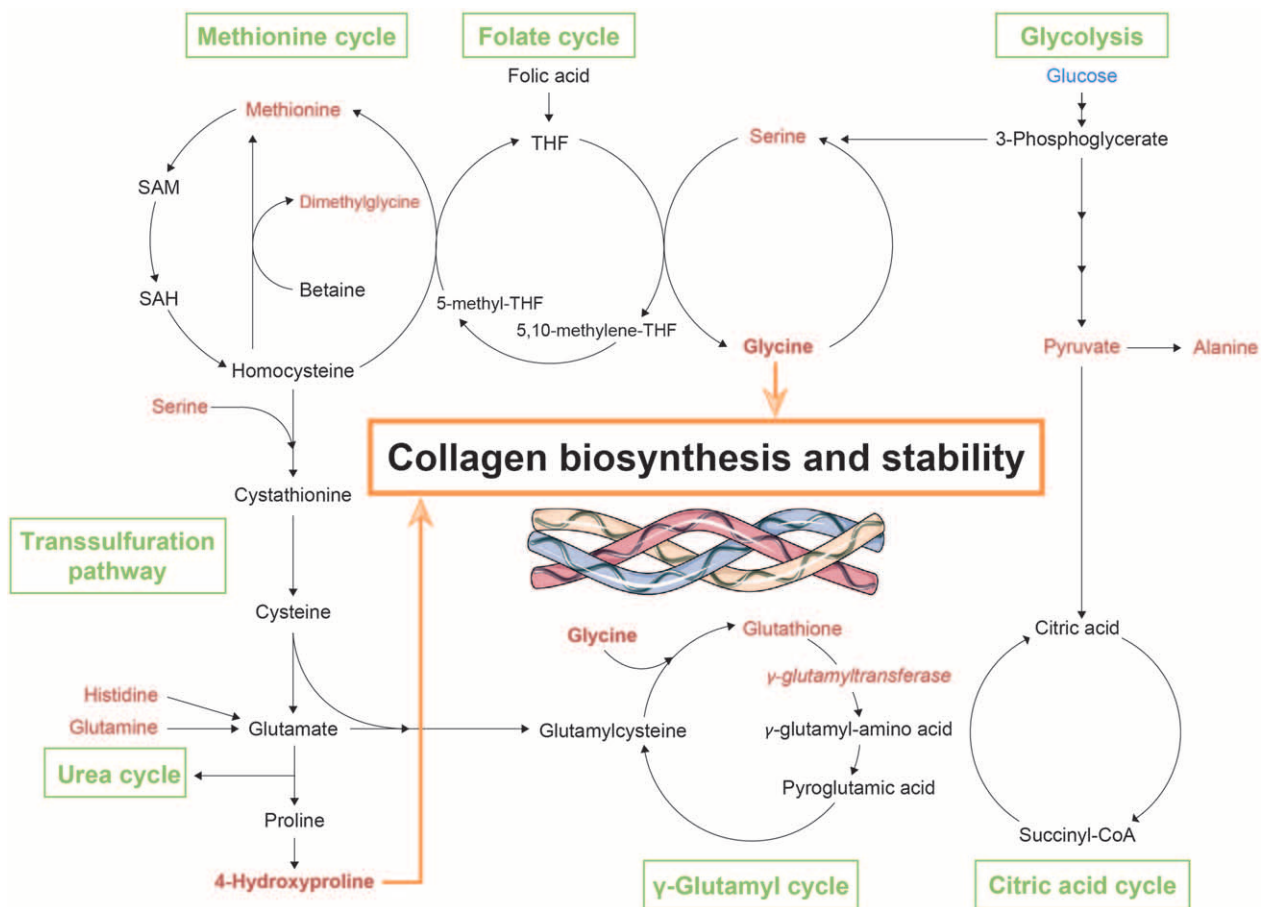 Methionine cycle
Folate cycle
Glycolysis
Folic acid
Glucose
Methionine
THF
Serine
3-Phosphoglycerate
SAM
Dimethylglycine
SAH
Betaine
5-methyl-THF
5,10-methylene-THF
Homocysteine
Glycine
Pyruvate
Alanine
Serine
Collagen biosynthesis and stability
Cystathionine
Transsulfuration
pathway
Cysteine
Glycine
Glutathione
Citric acid
γ-glutamyltransferase
Histidine
Glutamine
Glutamate
Glutamylcysteine
γ-glutamyl-amino acid
Urea cycle
Pyroglutamic acid
Proline
Succinyl-CoA
4-Hydroxyproline
γ-Glutamyl cycle
Citric acid cycle